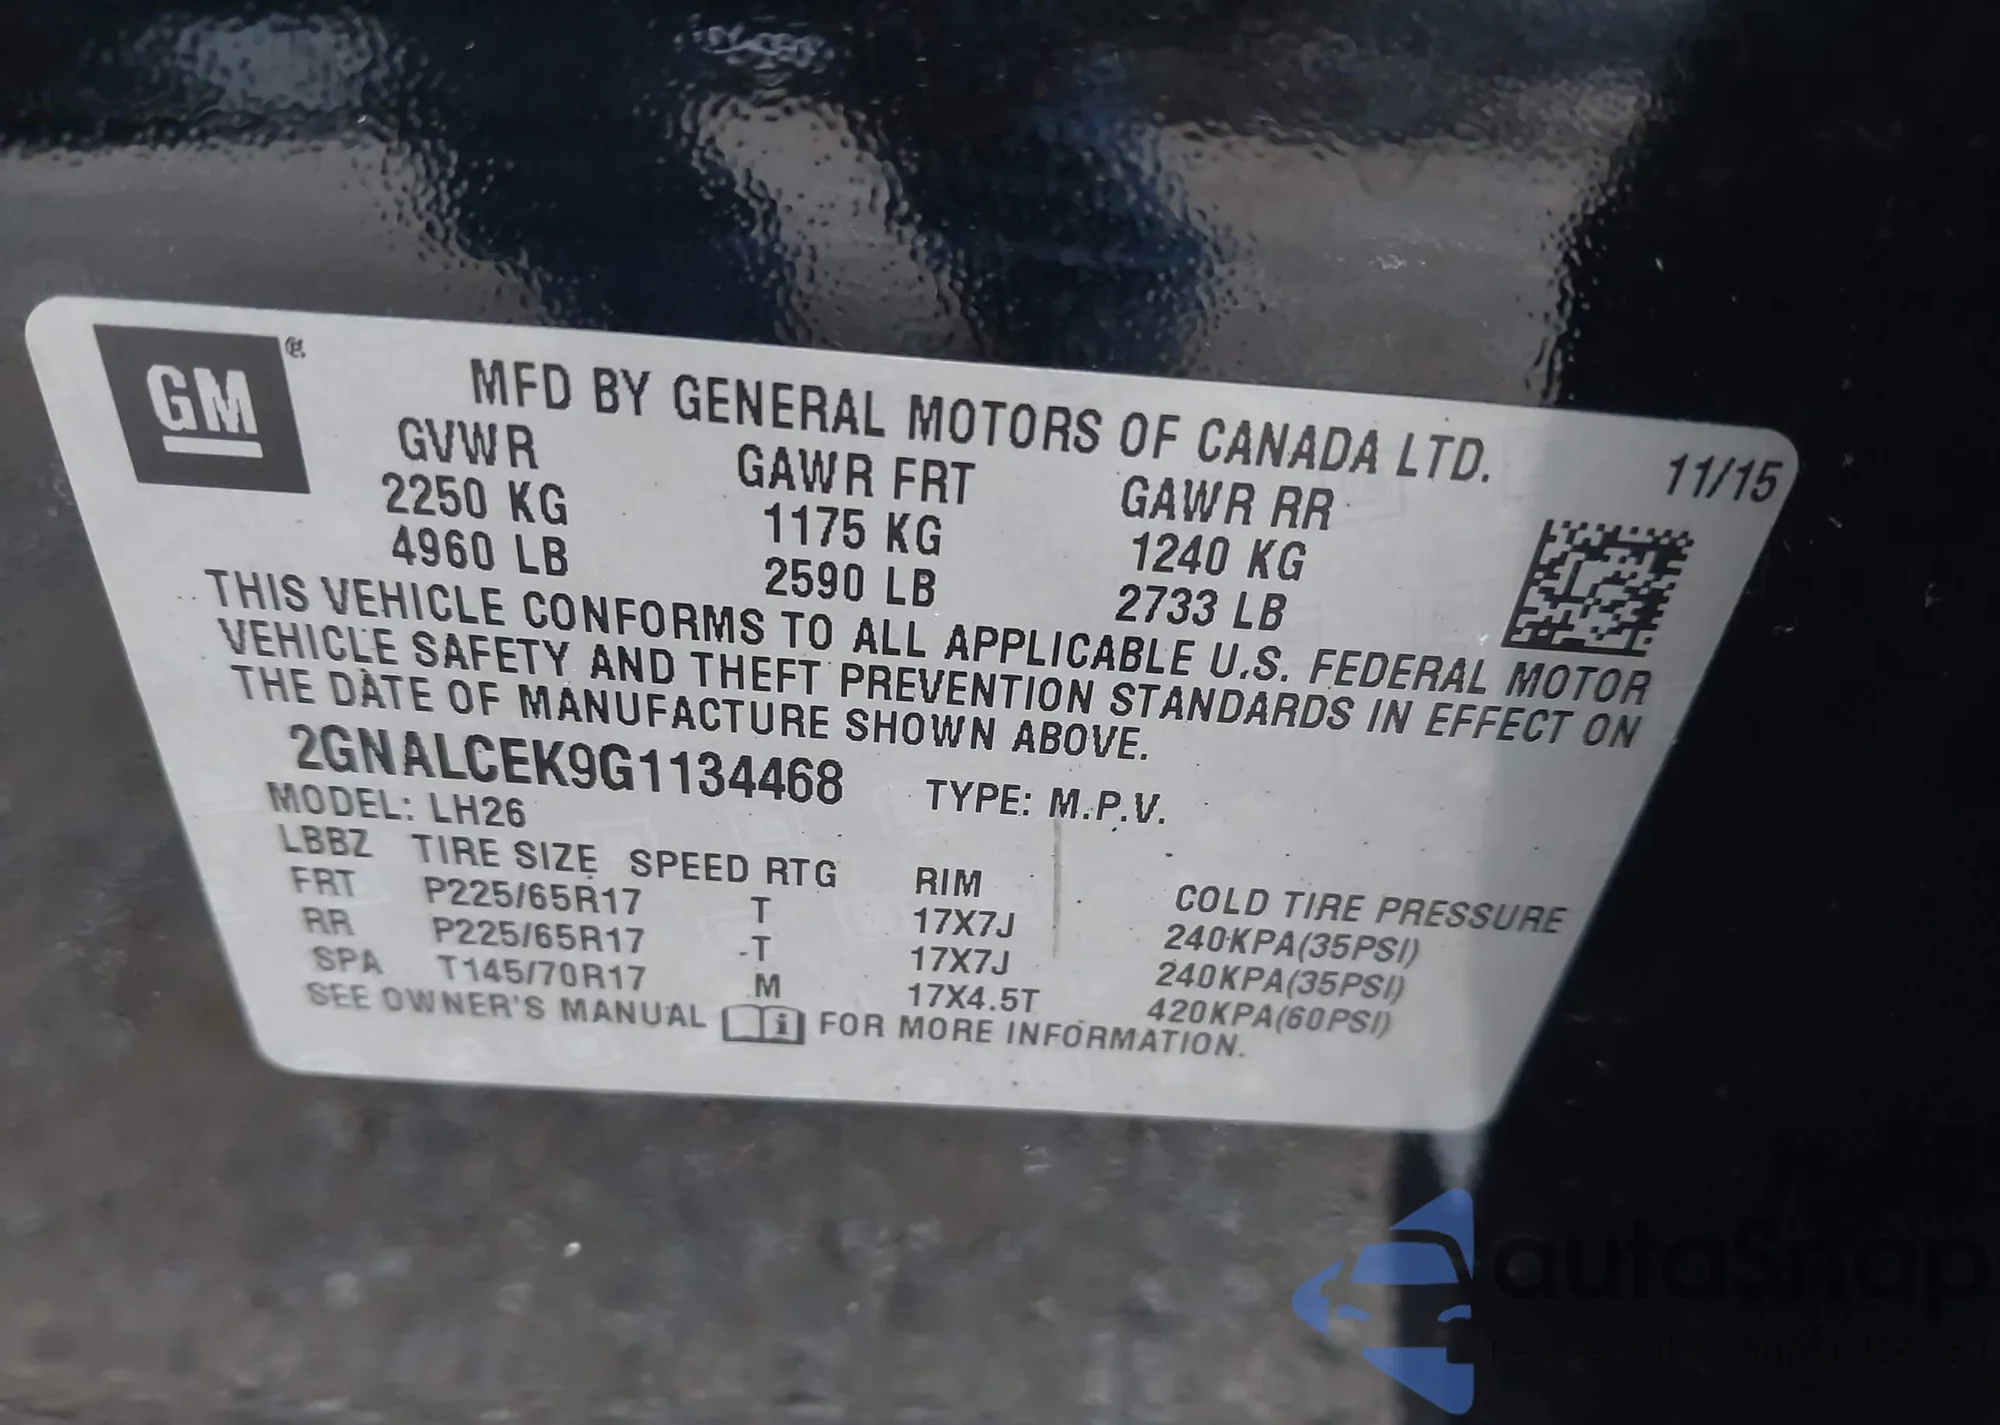 GM®
MFD BY GENERAL MOTORS OF CANADA LTD.
11/15
GVWR GAWR FRT GAWR RR
2250 KG 1175 KG 1240 KG
4960 LB 2590 LB 2733 LB
THIS VEHICLE CONFORMS TO ALL APPLICABLE U.S. FEDERAL MOTOR
VEHICLE SAFETY AND THEFT PREVENTION STANDARDS IN EFFECT ON
THE DATE OF MANUFACTURE SHOWN ABOVE.
2GNALCEK9G1134468 TYPE: M.P.V.
MODEL: LH26
LBBZ TIRE SIZE SPEED RTG RIM COLD TIRE PRESSURE
FRT P225/65R17 T 17X7J 240KPA(35PSI)
RR P225/65R17 T 17X7J 240KPA(35PSI)
SPA T145/70R17 M 17X4.5T 420KPA(60PSI)
SEE OWNER'S MANUAL i FOR MORE INFORMATION.
autaSnap